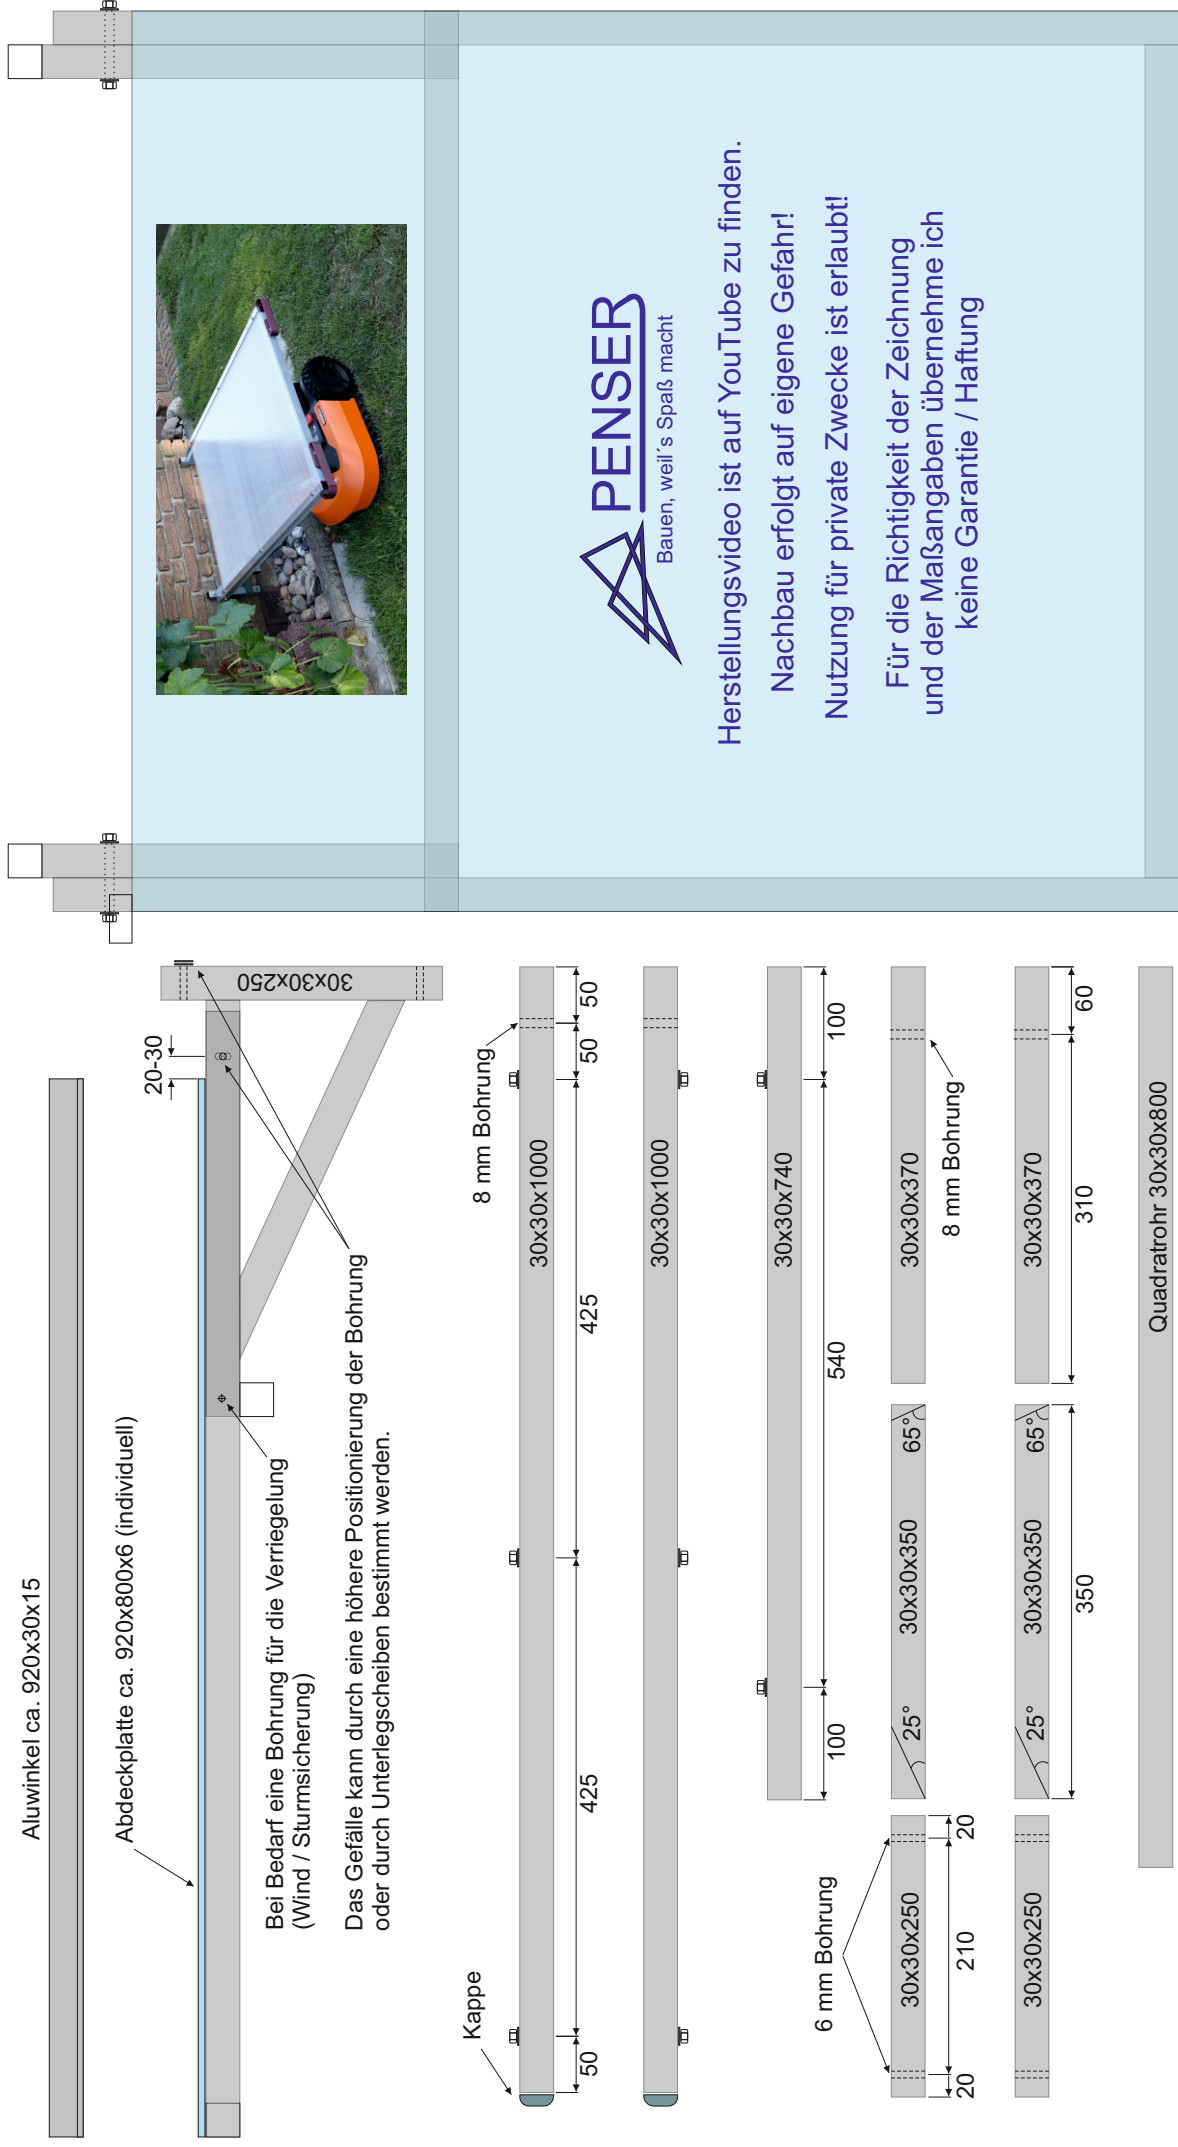 Aluwinkel ca. 920x30x15
Abdeckplatte ca. 920x800x6 (individuell)
20-30
30x30x250
Bei Bedarf eine Bohrung für die Verriegelung
(Wind / Sturmsicherung)
Das Gefälle kann durch eine höhere Positionierung der Bohrung
oder durch Unterlegscheiben bestimmt werden.
Kappe
8 mm Bohrung
30x30x1000
50
425
425
50
50
30x30x1000
30x30x740
100
540
100
6 mm Bohrung
30x30x250
20
210
20
25°
30x30x350
65°
30x30x370
8 mm Bohrung
30x30x250
25°
30x30x350
65°
350
30x30x370
310
60
Quadratrohr 30x30x800
PENSER
Bauen, weil´s Spaß macht
Herstellungsvideo ist auf YouTube zu finden.
Nachbau erfolgt auf eigene Gefahr!
Nutzung für private Zwecke ist erlaubt!
Für die Richtigkeit der Zeichnung
und der Maßangaben übernehme ich
keine Garantie / Haftung